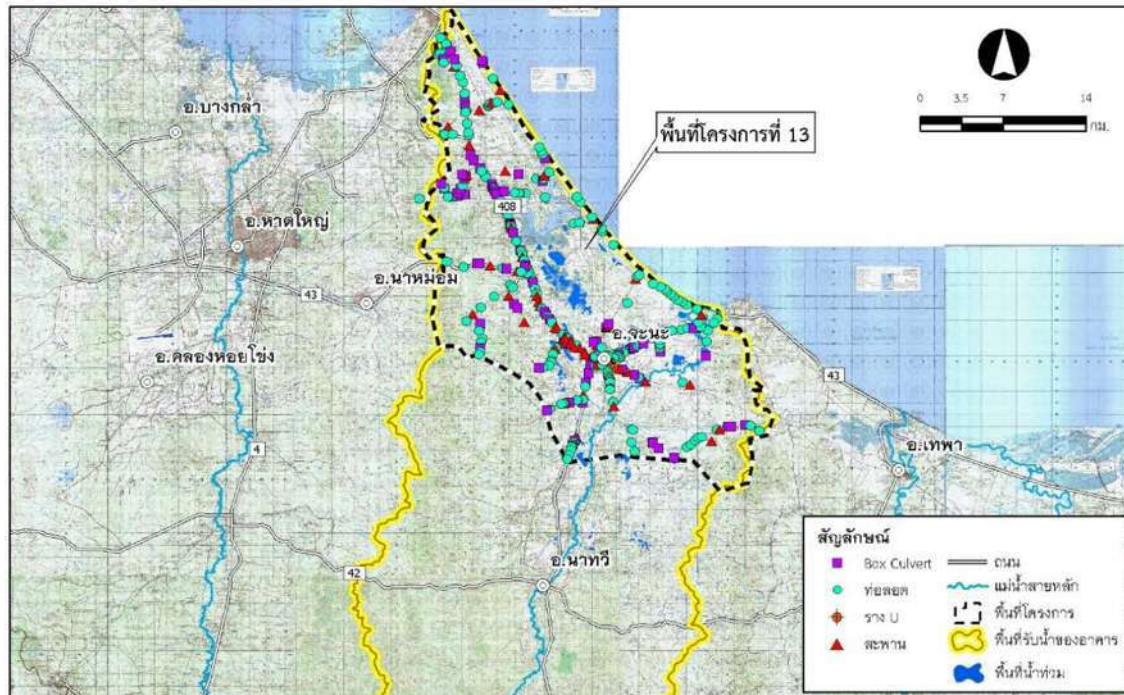 อ.บางกล่ำ
0 3.5 7 14
กม.
พื้นที่โครงการที่ 13
408
อ.หาดใหญ่
อ.นาหม่อม
43
อ.จะนะ
อ.คลองหอยโข่ง
43
4
อ.เทพา
อ.นาทวี
42
สัญลักษณ์
Box Culvert
ท่อลอด
ราง U
สะพาน
ถนน
แม่น้ำสายหลัก
พื้นที่โครงการ
พื้นที่รับน้ำของอาคาร
พื้นที่น้ำท่วม